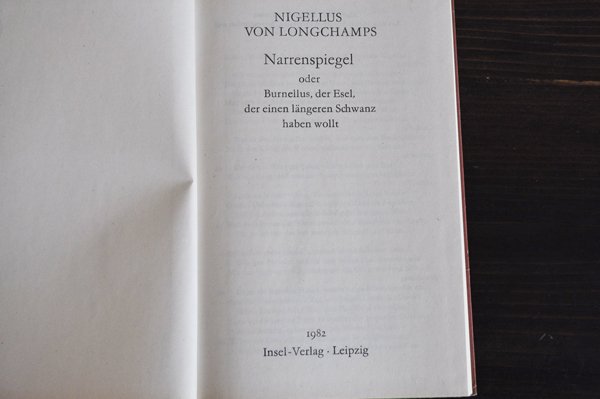 NIGELLUS
VON LONGCHAMPS
Narrenspiegel
oder
Burnellus, der Esel,
der einen längeren Schwanz
haben wollt
1982
Insel-Verlag · Leipzig